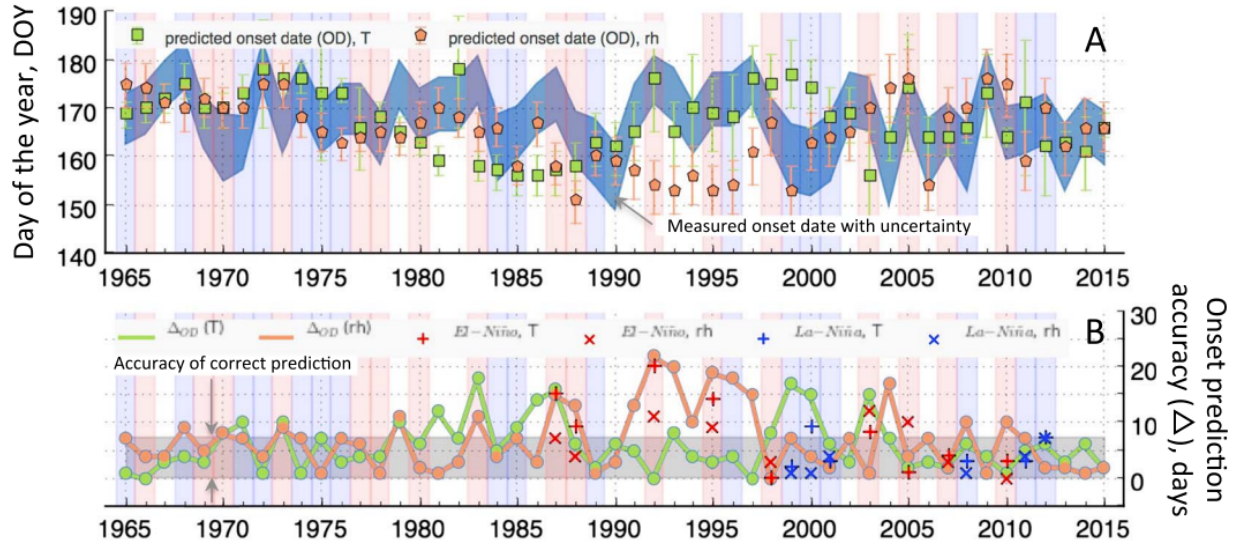 190
180
170
160
150
140
Day of the year, DOY
predicted onset date (OD), T
predicted onset date (OD), rh
A
Measured onset date with uncertainty
1965 1970 1975 1980 1985 1990 1995 2000 2005 2010 2015
Δ_OD (T)
Δ_OD (rh)
El–Niño, T
El–Niño, rh
La–Niña, T
La–Niña, rh
B
Accuracy of correct prediction
30
20
10
0
Onset prediction
accuracy (Δ), days
1965 1970 1975 1980 1985 1990 1995 2000 2005 2010 2015